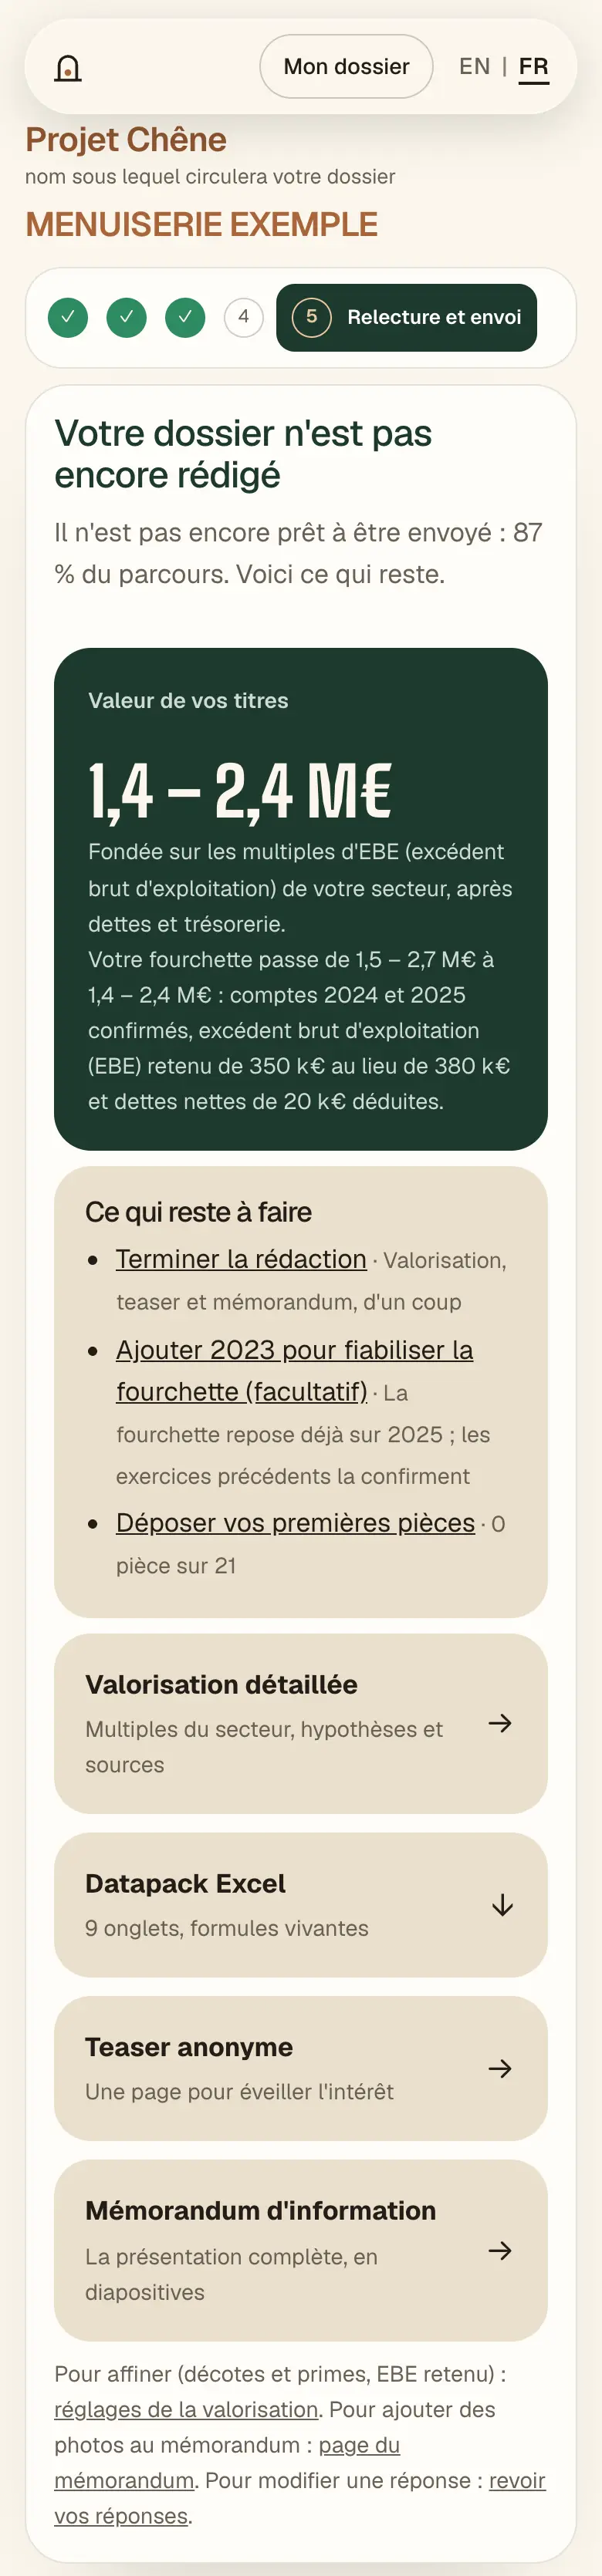 Mon dossier
EN | FR
Projet Chêne
nom sous lequel circulera votre dossier
MENUISERIE EXEMPLE
4
5 Relecture et envoi
Votre dossier n'est pas
encore rédigé
Il n'est pas encore prêt à être envoyé : 87
% du parcours. Voici ce qui reste.
Valeur de vos titres
1,4 – 2,4 M€
Fondée sur les multiples d'EBE (excédent
brut d'exploitation) de votre secteur, après
dettes et trésorerie.
Votre fourchette passe de 1,5 – 2,7 M€ à
1,4 – 2,4 M€ : comptes 2024 et 2025
confirmés, excédent brut d'exploitation
(EBE) retenu de 350 k€ au lieu de 380 k€
et dettes nettes de 20 k€ déduites.
Ce qui reste à faire
• Terminer la rédaction · Valorisation,
teaser et mémorandum, d'un coup
• Ajouter 2023 pour fiabiliser la
fourchette (facultatif) · La
fourchette repose déjà sur 2025 ; les
exercices précédents la confirment
• Déposer vos premières pièces · 0
pièce sur 21
Valorisation détaillée
Multiples du secteur, hypothèses et
sources
Datapack Excel
9 onglets, formules vivantes
Teaser anonyme
Une page pour éveiller l'intérêt
Mémorandum d'information
La présentation complète, en
diapositives
Pour affiner (décotes et primes, EBE retenu) :
réglages de la valorisation. Pour ajouter des
photos au mémorandum : page du
mémorandum. Pour modifier une réponse : revoir
vos réponses.